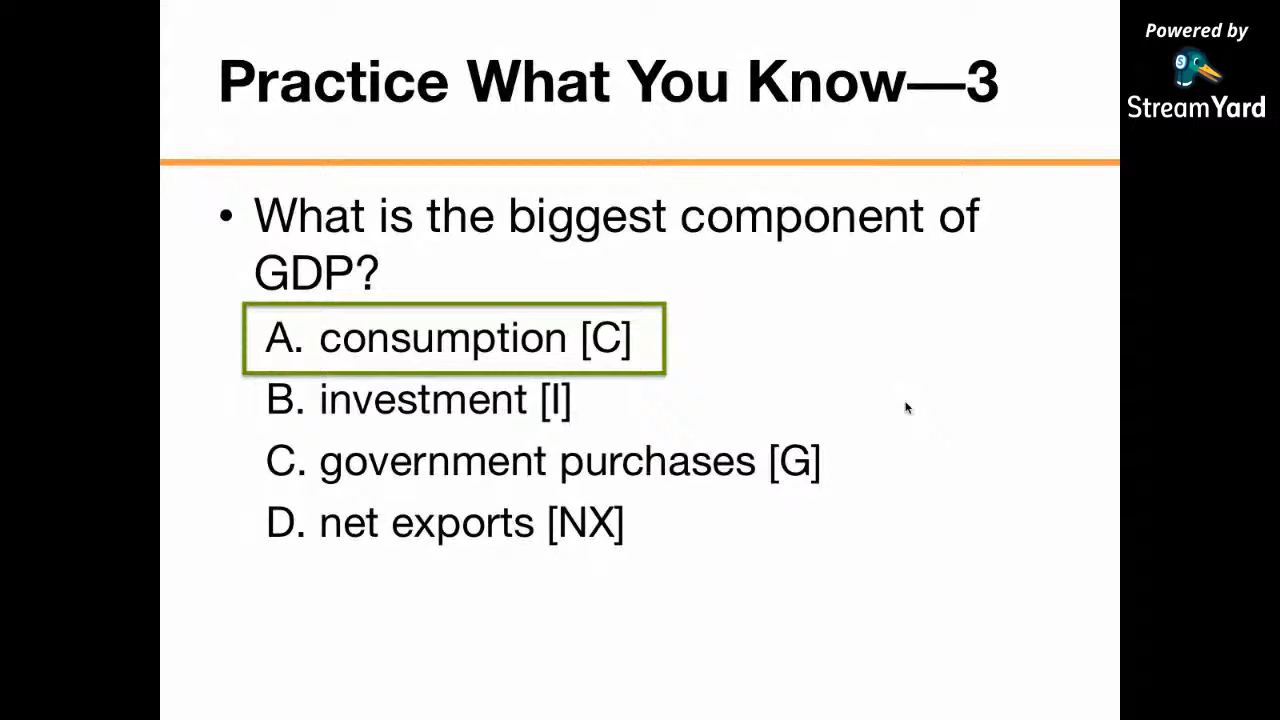 Practice What You Know—3
• What is the biggest component of
GDP?
A. consumption [C]
B. investment [I]
C. government purchases [G]
D. net exports [NX]
Powered by
S
StreamYard